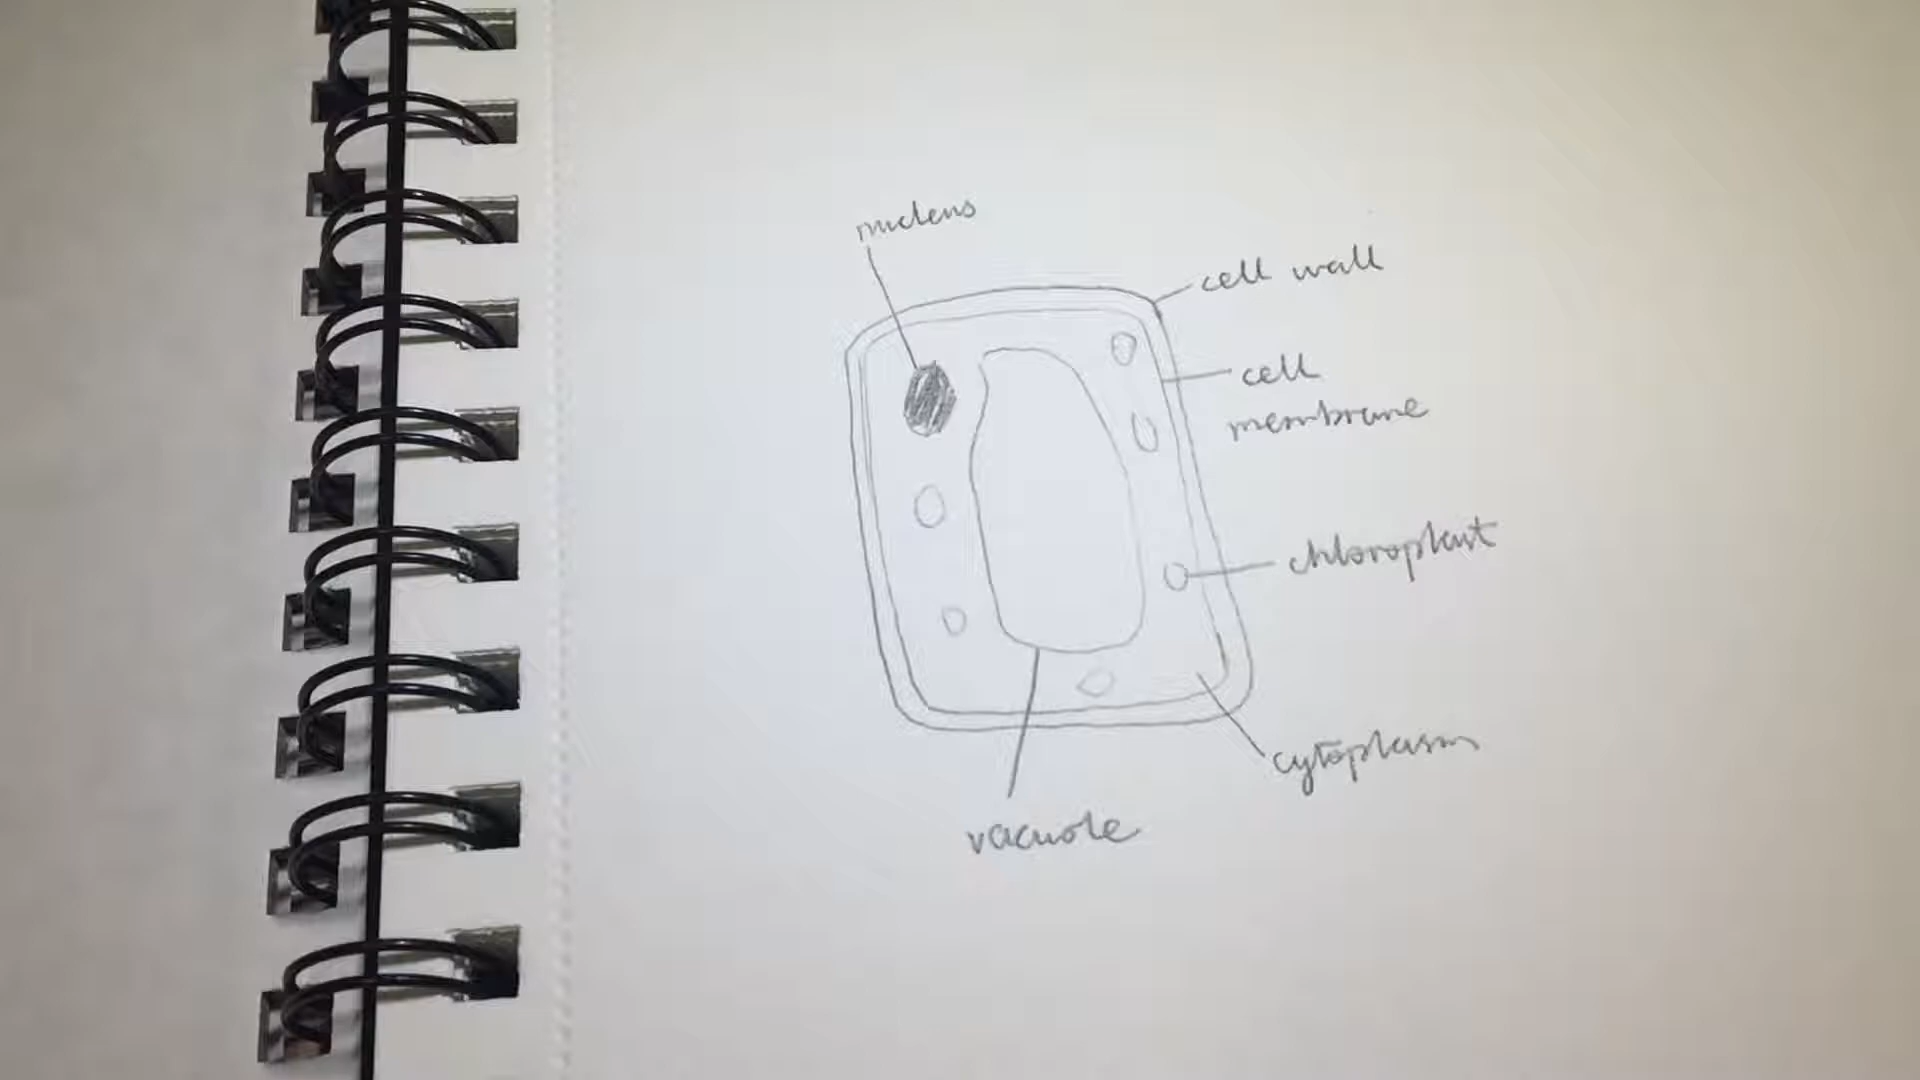 nucleus
cell wall
cell
membrane
chloroplast
cytoplasm
vacuole